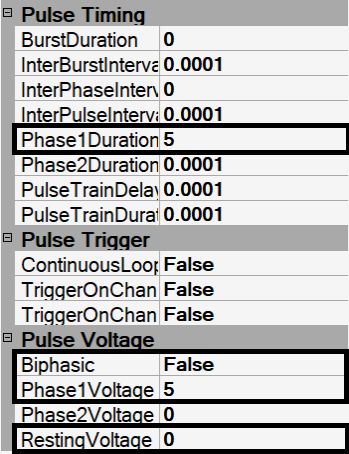 Pulse Timing
BurstDuration 0
InterBurstInterva 0.0001
InterPhaseInterv 0
InterPulseInterva 0.0001
Phase1Duration 5
Phase2Duration 0.0001
PulseTrainDelay 0.0001
PulseTrainDurat 0.0001
Pulse Trigger
ContinuousLoop False
TriggerOnChan False
TriggerOnChan False
Pulse Voltage
Biphasic False
Phase1Voltage 5
Phase2Voltage 0
RestingVoltage 0